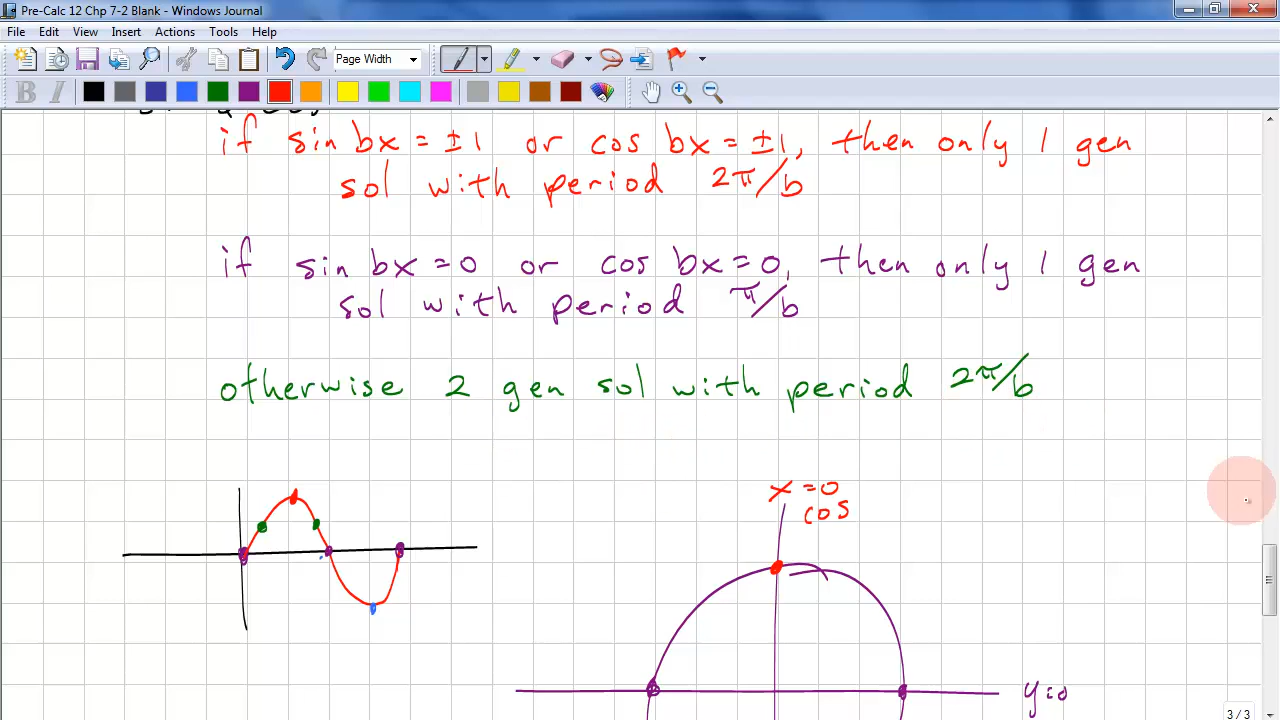 Pre-Calc 12 Chp 7-2 Blank - Windows Journal
File Edit View Insert Actions Tools Help
Page Width
B I
if sin bx = ±1 or cos bx = ±1, then only 1 gen
sol with period 2π/b
if sin bx = 0 or cos bx = 0, then only 1 gen
sol with period π/b
otherwise 2 gen sol with period 2π/b
x = 0
cos
y=0
3/3